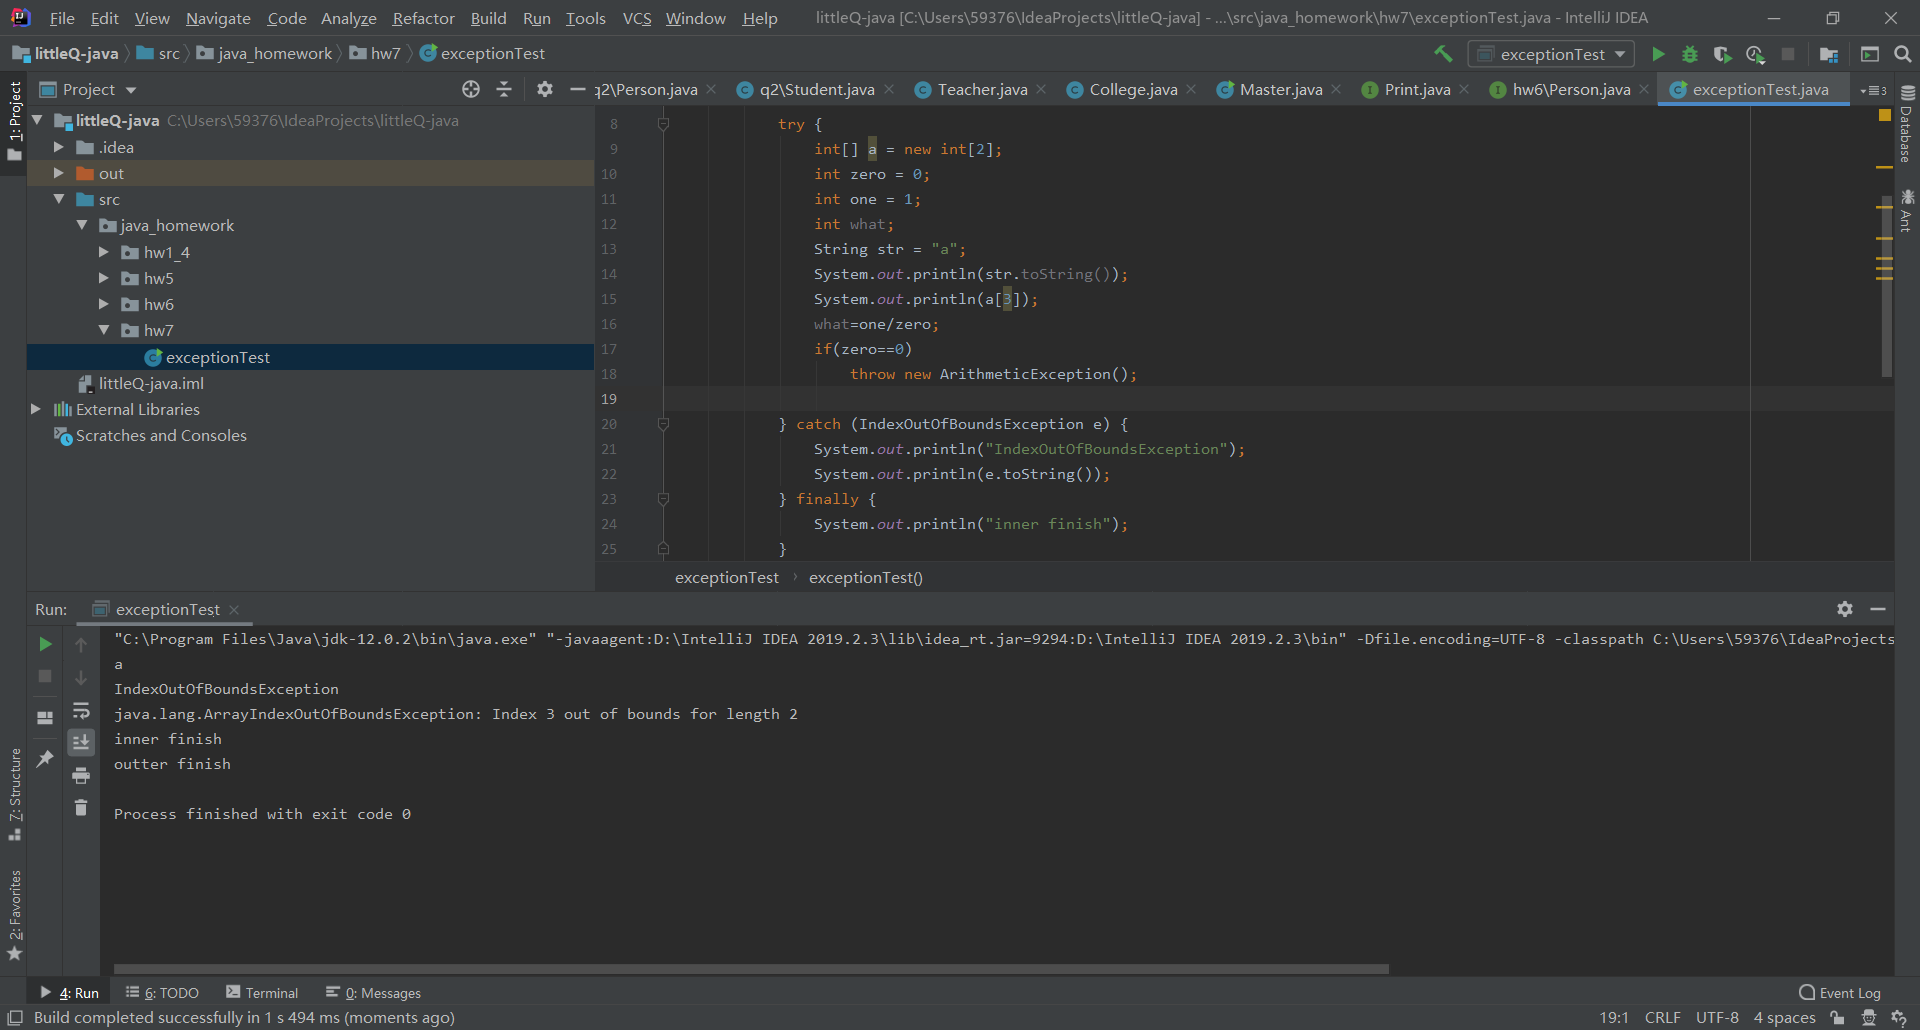 File Edit View Navigate Code Analyze Refactor Build Run Tools VCS Window Help littleQ-java [C:\Users\59376\IdeaProjects\littleQ-java] - ...\src\java_homework\hw7\exceptionTest.java - IntelliJ IDEA
littleQ-java src java_homework hw7 exceptionTest exceptionTest
1: Project
Project
q2\Person.java q2\Student.java Teacher.java College.java Master.java Print.java hw6\Person.java exceptionTest.java 3
littleQ-java C:\Users\59376\IdeaProjects\littleQ-java
.idea
out
src
java_homework
hw1_4
hw5
hw6
hw7
exceptionTest
littleQ-java.iml
External Libraries
Scratches and Consoles
8 try {
9 int[] a = new int[2];
10 int zero = 0;
11 int one = 1;
12 int what;
13 String str = "a";
14 System.out.println(str.toString());
15 System.out.println(a[3]);
16 what=one/zero;
17 if(zero==0)
18 throw new ArithmeticException();
19
20 } catch (IndexOutOfBoundsException e) {
21 System.out.println("IndexOutOfBoundsException");
22 System.out.println(e.toString());
23 } finally {
24 System.out.println("inner finish");
25 }
exceptionTest exceptionTest()
Database
Ant
Run: exceptionTest
"C:\Program Files\Java\jdk-12.0.2\bin\java.exe" "-javaagent:D:\IntelliJ IDEA 2019.2.3\lib\idea_rt.jar=9294:D:\IntelliJ IDEA 2019.2.3\bin" -Dfile.encoding=UTF-8 -classpath C:\Users\59376\IdeaProjects
a
IndexOutOfBoundsException
java.lang.ArrayIndexOutOfBoundsException: Index 3 out of bounds for length 2
inner finish
outter finish
Process finished with exit code 0
7: Structure
2: Favorites
4: Run 6: TODO Terminal 0: Messages Event Log
Build completed successfully in 1 s 494 ms (moments ago) 19:1 CRLF UTF-8 4 spaces